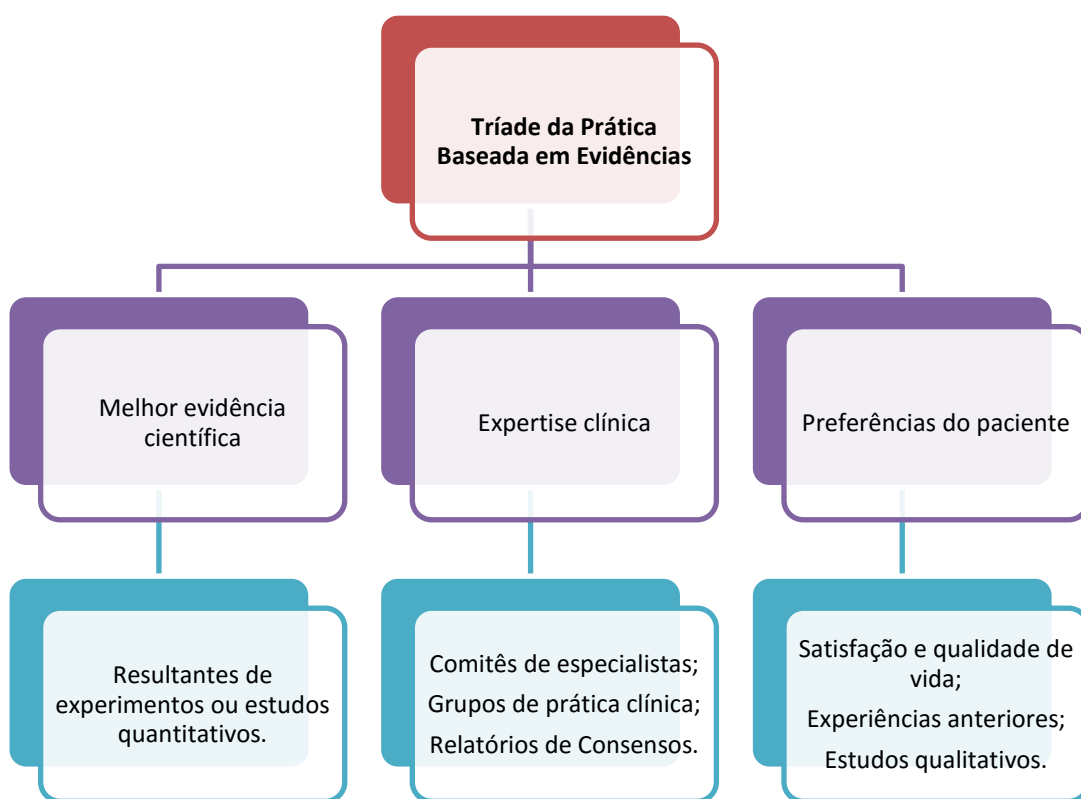 Tríade da Prática
Baseada em Evidências
Melhor evidência
científica
Expertise clínica
Preferências do paciente
Resultantes de
experimentos ou estudos
quantitativos.
Comitês de especialistas;
Grupos de prática clínica;
Relatórios de Consensos.
Satisfação e qualidade de
vida;
Experiências anteriores;
Estudos qualitativos.